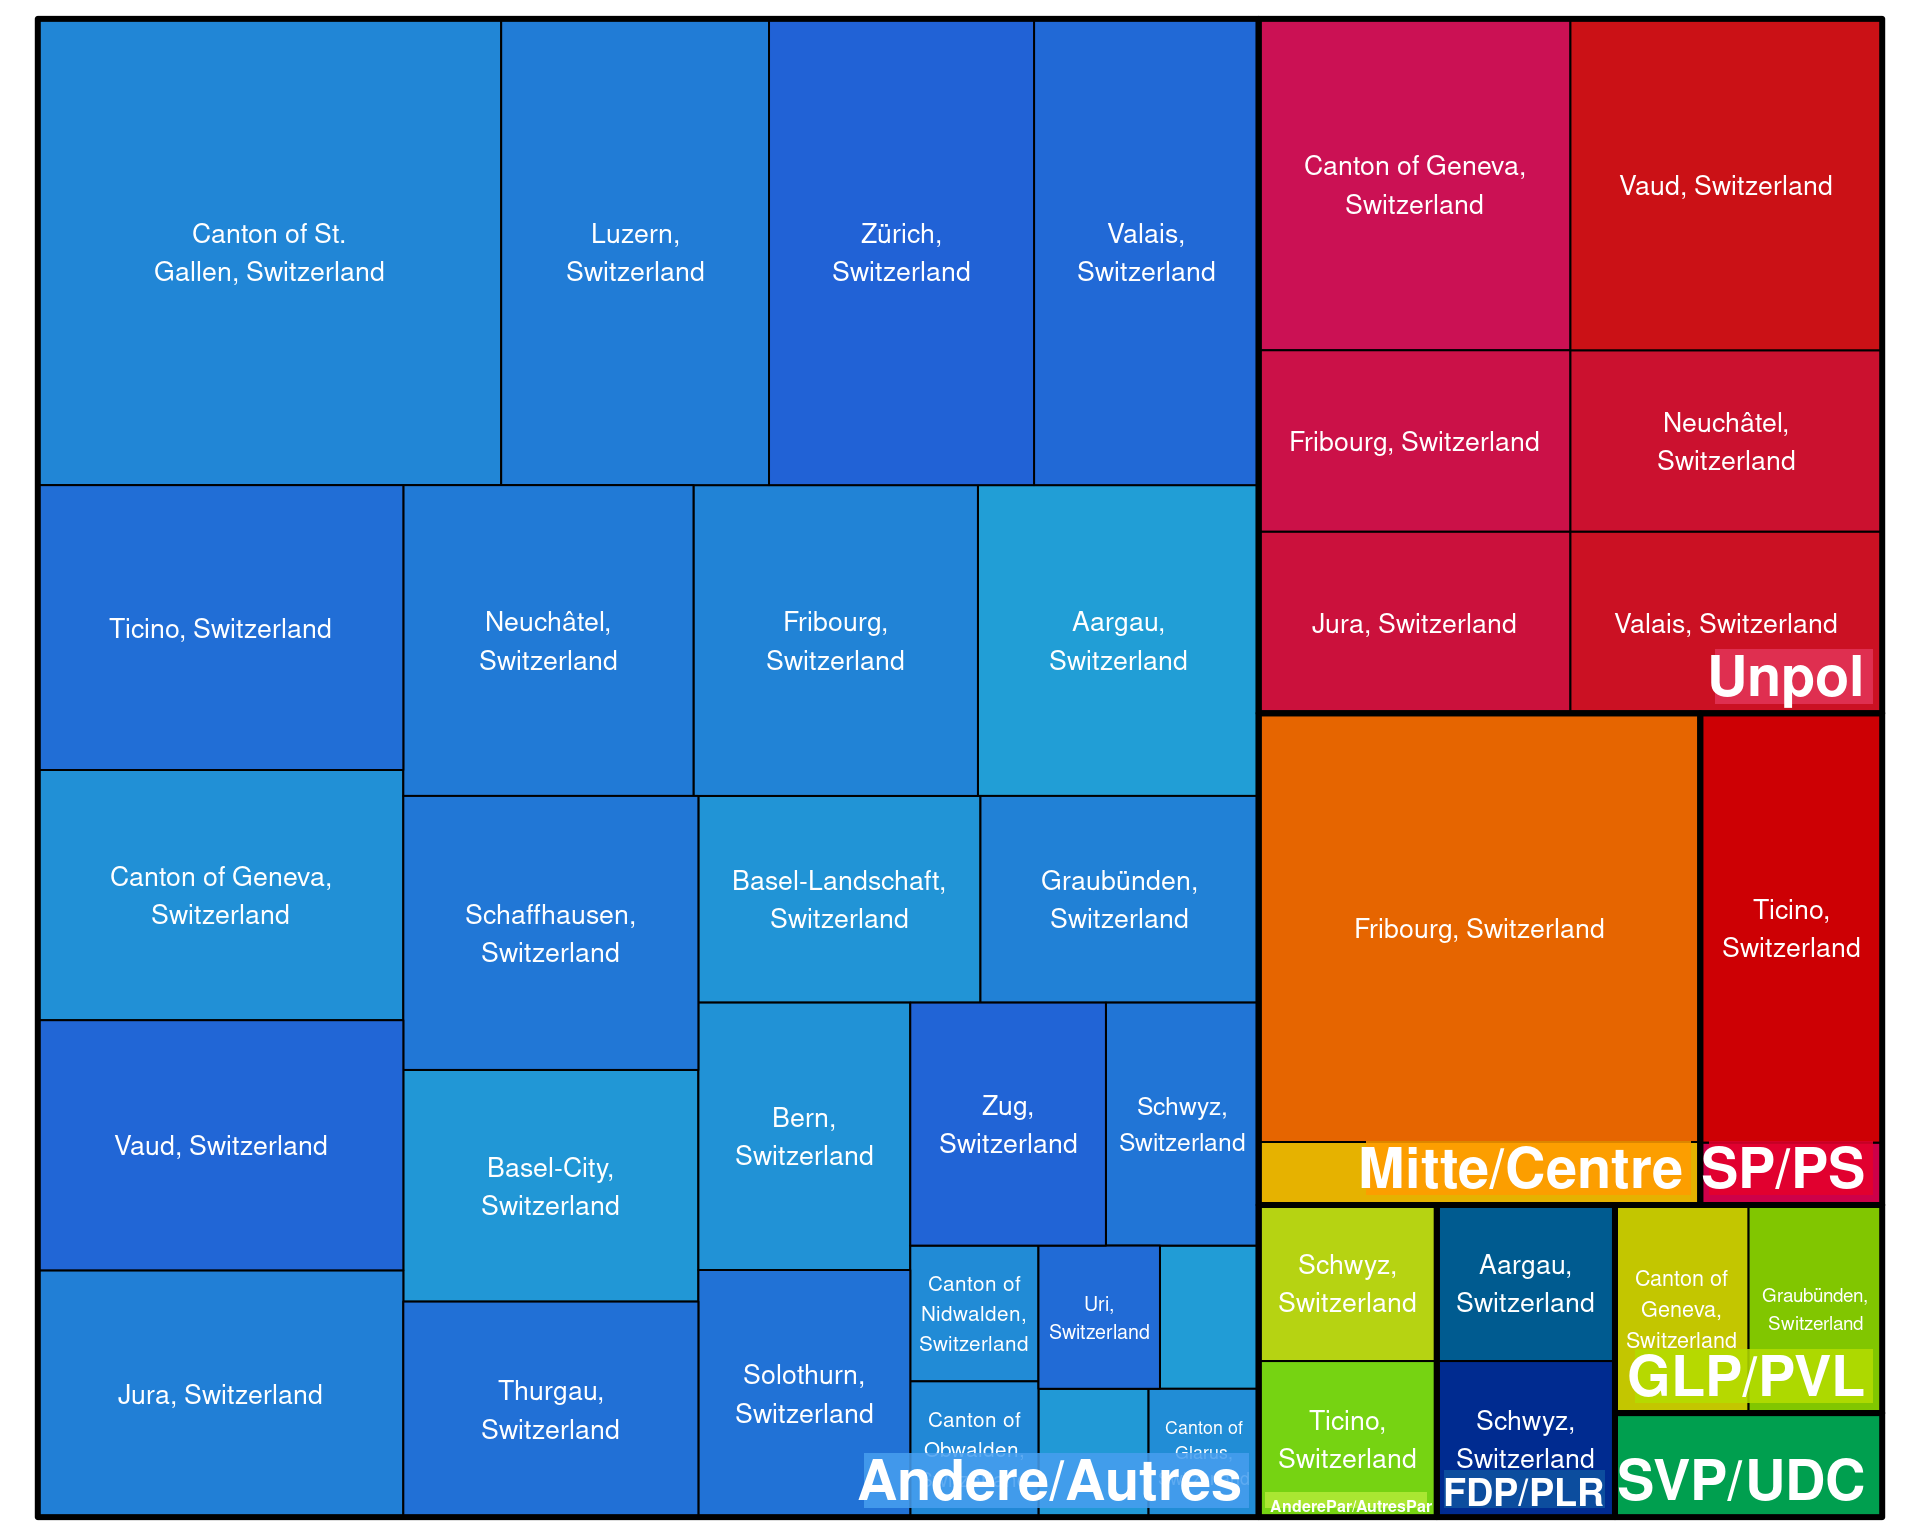 Canton of St.
Gallen, Switzerland
Luzern,
Switzerland
Zürich,
Switzerland
Valais,
Switzerland
Ticino, Switzerland
Neuchâtel,
Switzerland
Fribourg,
Switzerland
Aargau,
Switzerland
Canton of Geneva,
Switzerland
Schaffhausen,
Switzerland
Basel-Landschaft,
Switzerland
Graubünden,
Switzerland
Vaud, Switzerland
Basel-City,
Switzerland
Bern,
Switzerland
Zug,
Switzerland
Schwyz,
Switzerland
Jura, Switzerland
Thurgau,
Switzerland
Solothurn,
Switzerland
Canton of
Nidwalden,
Switzerland
Uri,
Switzerland
Canton of
Obwalden,
Canton of
Glarus,
Andere/Autres
Canton of Geneva,
Switzerland
Vaud, Switzerland
Fribourg, Switzerland
Neuchâtel,
Switzerland
Jura, Switzerland
Valais, Switzerland
Unpol
Fribourg, Switzerland
Mitte/Centre
Ticino,
Switzerland
SP/PS
Schwyz,
Switzerland
Ticino,
Switzerland
AnderePar/AutresPar
Aargau,
Switzerland
Schwyz,
Switzerland
FDP/PLR
Canton of
Geneva,
Switzerland
Graubünden,
Switzerland
GLP/PVL
SVP/UDC